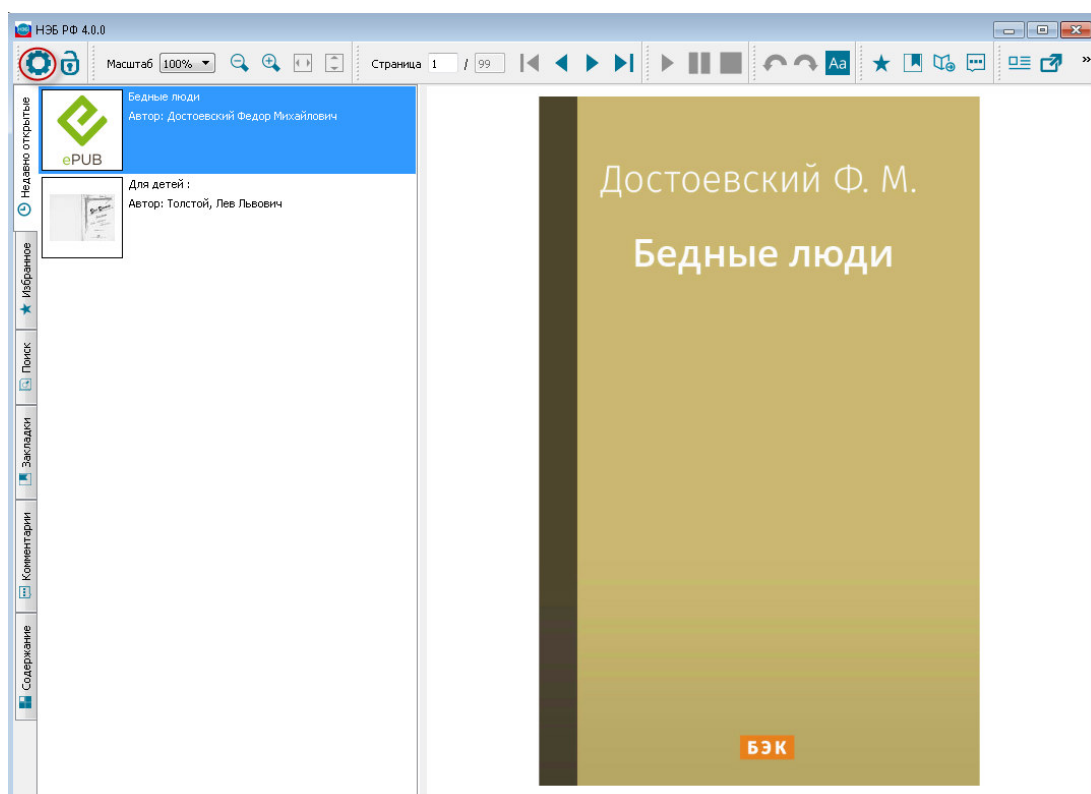 НЭБ РФ 4.0.0
Масштаб 100% Страница 1 / 99 Aa »
Недавно открытые
Избранное
Поиск
Закладки
Комментарии
Содержание
ePUB
Бедные люди
Автор: Достоевский Федор Михайлович
Для детей :
Автор: Толстой, Лев Львович
Достоевский Ф. М.
Бедные люди
БЭК